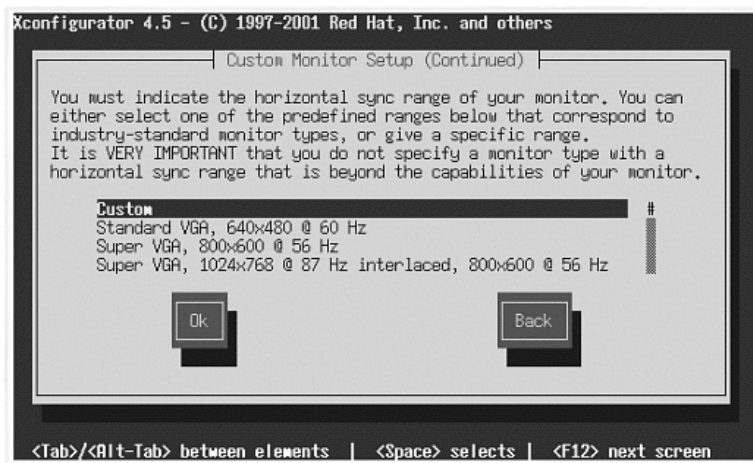 Xconfigurator 4.5 - (C) 1997-2001 Red Hat, Inc. and others
Custom Monitor Setup (Continued)
You must indicate the horizontal sync range of your monitor. You can
either select one of the predefined ranges below that correspond to
industry-standard monitor types, or give a specific range.
It is VERY IMPORTANT that you do not specify a monitor type with a
horizontal sync range that is beyond the capabilities of your monitor.
Custom #
Standard VGA, 640x480 @ 60 Hz
Super VGA, 800x600 @ 56 Hz
Super VGA, 1024x768 @ 87 Hz interlaced, 800x600 @ 56 Hz
Ok Back
<Tab>/<Alt-Tab> between elements | <Space> selects | <F12> next screen